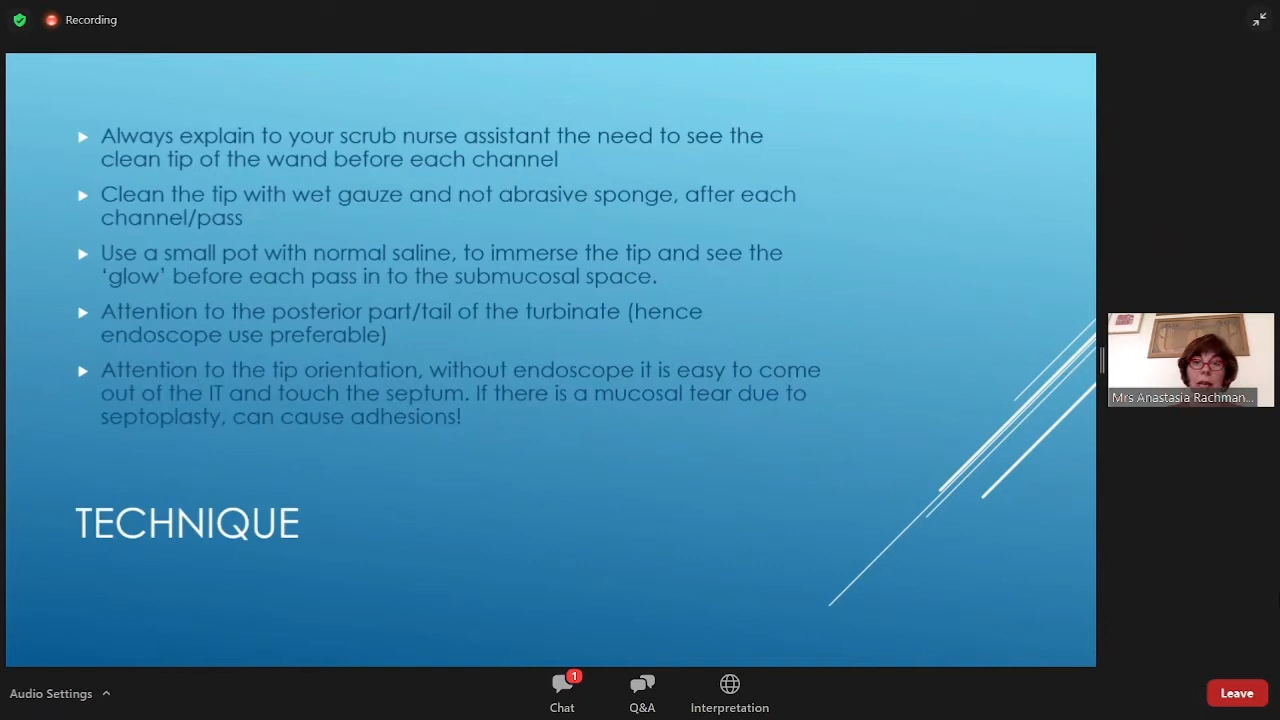 Recording
Always explain to your scrub nurse assistant the need to see the
clean tip of the wand before each channel
Clean the tip with wet gauze and not abrasive sponge, after each
channel/pass
Use a small pot with normal saline, to immerse the tip and see the
‘glow’ before each pass in to the submucosal space.
Attention to the posterior part/tail of the turbinate (hence
endoscope use preferable)
Attention to the tip orientation, without endoscope it is easy to come
out of the IT and touch the septum. If there is a mucosal tear due to
septoplasty, can cause adhesions!
TECHNIQUE
Mrs Anastasia Rachman...
Audio Settings
1
Chat
Q&A
Interpretation
Leave